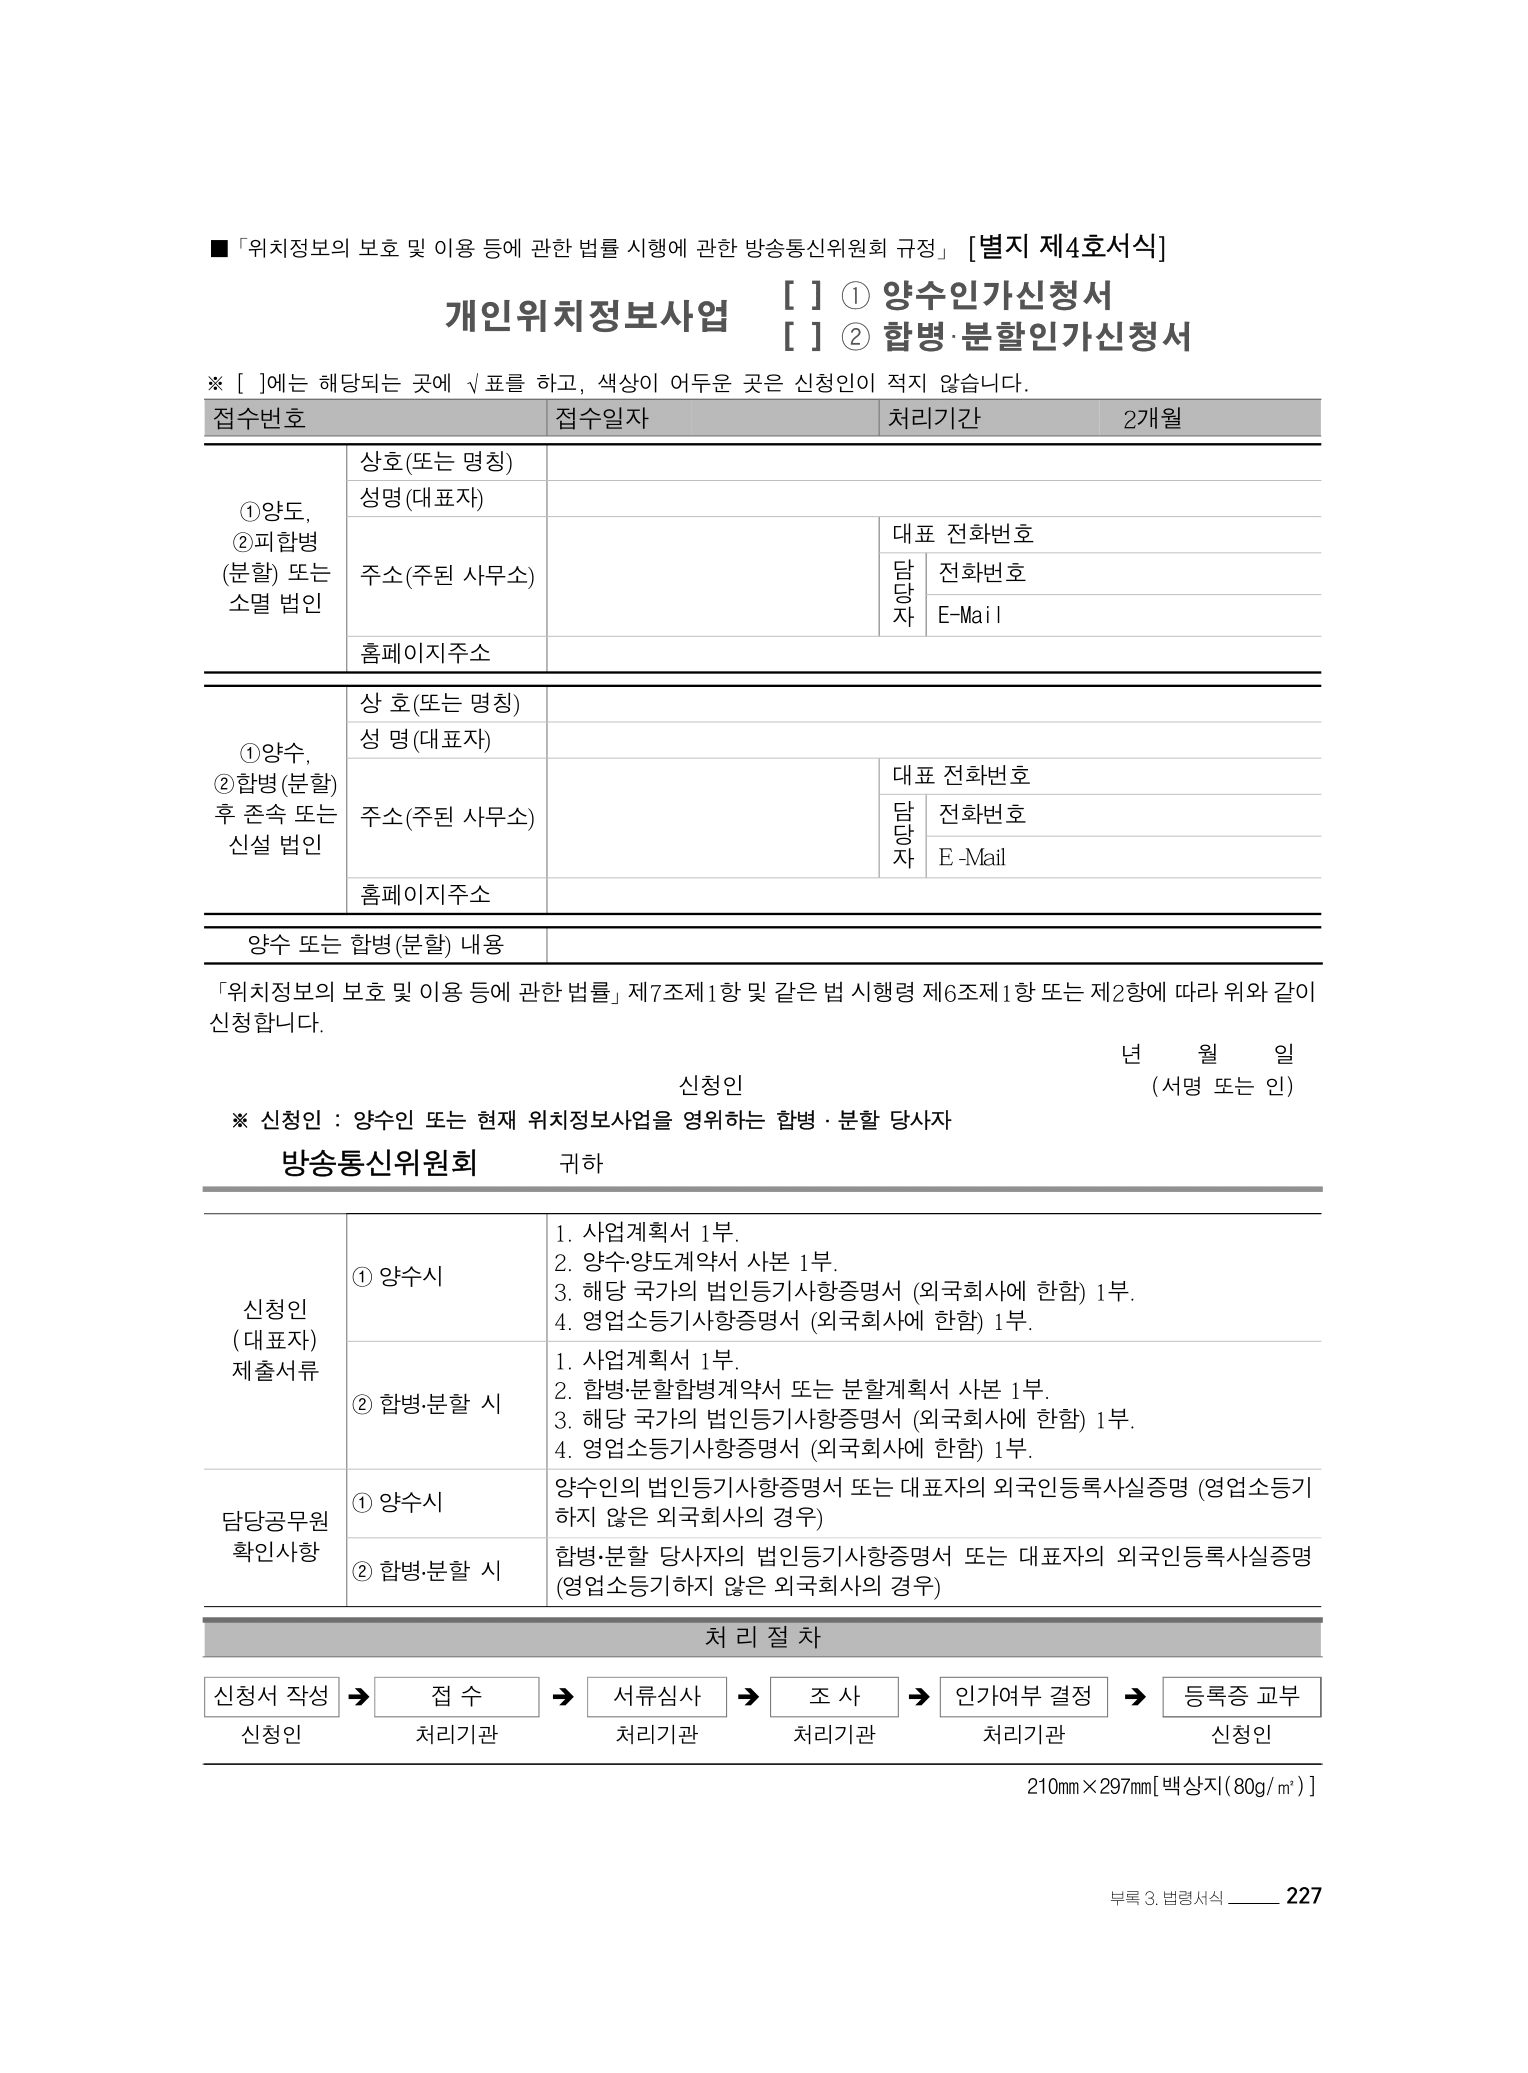 ■「위치정보의 보호 및 이용 등에 관한 법률 시행에 관한 방송통신위원회 규정」 [별지 제4호서식]
개인위치정보사업
[ ] ① 양수인가신청서
[ ] ② 합병·분할인가신청서
※ [ ]에는 해당되는 곳에 √표를 하고, 색상이 어두운 곳은 신청인이 적지 않습니다.
접수번호 접수일자 처리기간 2개월
①양도,
②피합병
(분할) 또는
소멸 법인
상호(또는 명칭)
성명(대표자)
주소(주된 사무소)
대표 전화번호
담당자
전화번호
E-Mail
홈페이지주소
①양수,
②합병(분할)
후 존속 또는
신설 법인
상 호(또는 명칭)
성 명(대표자)
주소(주된 사무소)
대표 전화번호
담당자
전화번호
E-Mail
홈페이지주소
양수 또는 합병(분할) 내용
「위치정보의 보호 및 이용 등에 관한 법률」제7조제1항 및 같은 법 시행령 제6조제1항 또는 제2항에 따라 위와 같이
신청합니다.
년 월 일
신청인 (서명 또는 인)
※ 신청인 : 양수인 또는 현재 위치정보사업을 영위하는 합병·분할 당사자
방송통신위원회 귀하
신청인
(대표자)
제출서류
① 양수시
1. 사업계획서 1부.
2. 양수·양도계약서 사본 1부.
3. 해당 국가의 법인등기사항증명서 (외국회사에 한함) 1부.
4. 영업소등기사항증명서 (외국회사에 한함) 1부.
② 합병·분할 시
1. 사업계획서 1부.
2. 합병·분할합병계약서 또는 분할계획서 사본 1부.
3. 해당 국가의 법인등기사항증명서 (외국회사에 한함) 1부.
4. 영업소등기사항증명서 (외국회사에 한함) 1부.
담당공무원
확인사항
① 양수시
양수인의 법인등기사항증명서 또는 대표자의 외국인등록사실증명 (영업소등기
하지 않은 외국회사의 경우)
② 합병·분할 시
합병·분할 당사자의 법인등기사항증명서 또는 대표자의 외국인등록사실증명
(영업소등기하지 않은 외국회사의 경우)
처 리 절 차
신청서 작성 ➔ 접 수 ➔ 서류심사 ➔ 조 사 ➔ 인가여부 결정 ➔ 등록증 교부
신청인 처리기관 처리기관 처리기관 처리기관 신청인
210㎜×297㎜[백상지(80g/㎡)]
부록 3. 법령서식 227